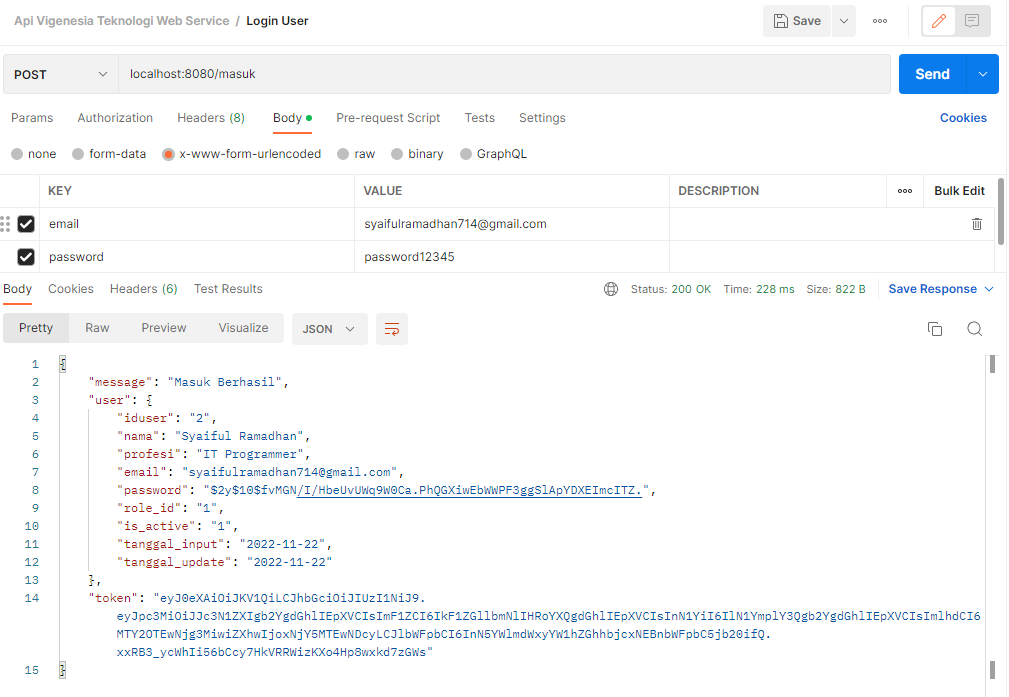 Api Vigenesia Teknologi Web Service / Login User
Save
POST
localhost:8080/masuk
Send
Params Authorization Headers (8) Body Pre-request Script Tests Settings Cookies
none form-data x-www-form-urlencoded raw binary GraphQL
KEY VALUE DESCRIPTION Bulk Edit
email syaifulramadhan714@gmail.com
password password12345
Body Cookies Headers (6) Test Results Status: 200 OK Time: 228 ms Size: 822 B Save Response
Pretty Raw Preview Visualize JSON
1 {
2 "message": "Masuk Berhasil",
3 "user": {
4 "iduser": "2",
5 "nama": "Syaiful Ramadhan",
6 "profesi": "IT Programmer",
7 "email": "syaifulramadhan714@gmail.com",
8 "password": "$2y$10$fvMGN/I/HbeUvUWq9W0Ca.PhQGXiwEbWWPF3ggSlApYDXEImcITZ.",
9 "role_id": "1",
10 "is_active": "1",
11 "tanggal_input": "2022-11-22",
12 "tanggal_update": "2022-11-22"
13 },
14 "token": "eyJ0eXAiOiJKV1QiLCJhbGciOiJIUzI1NiJ9.
eyJpc3MiOiJJc3N1ZXIgb2YgdGhlIEpXVCIsImF1ZCI6IkF1ZGllbmNlIHRoYXQgdGhlIEpXVCIsInN1YiI6IlN1YmplY3Qgb2YgdGhlIEpXVCIsImlhdCI6
MTY2OTEwNjg3MiwiZXhwIjoxNjY5MTEwNDcyLCJlbWFpbCI6InN5YWlmdWxyYW1hZGhhbjcxNEBnbWFpbC5jb20ifQ.
xxRB3_ycWhIi56bCcy7HkVRRWizKXo4Hp8wxkd7zGWs"
15 }